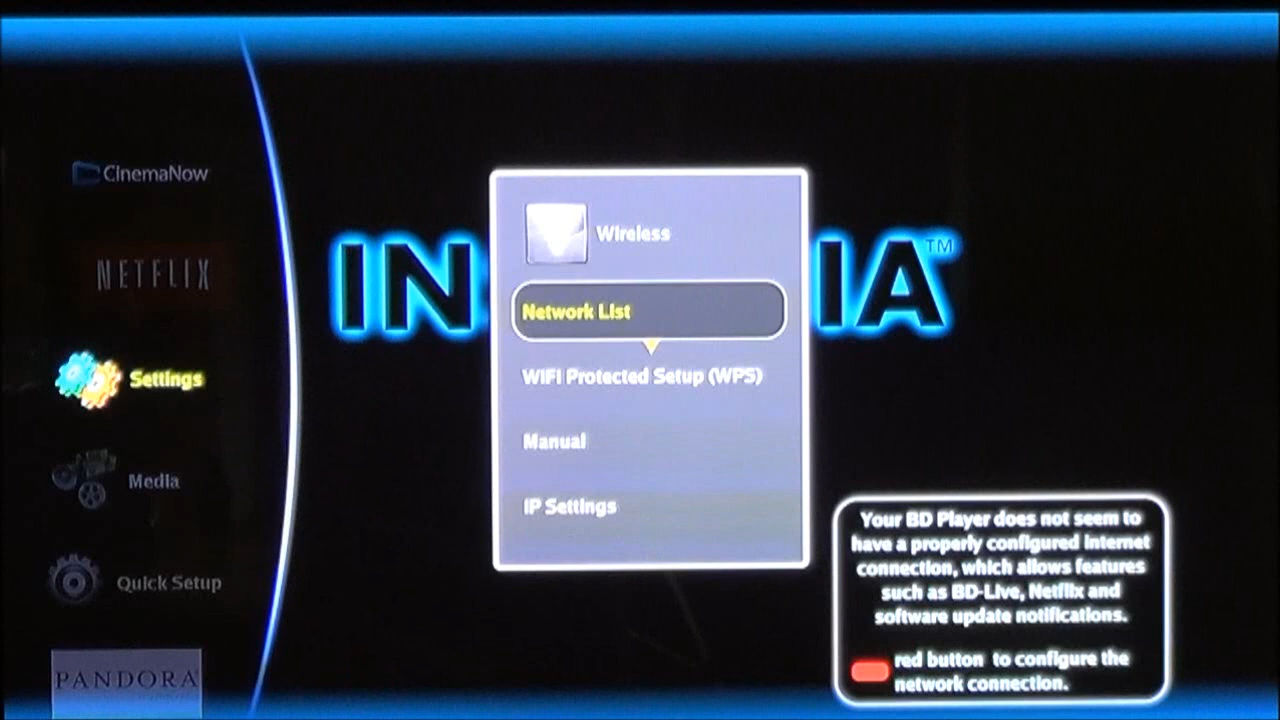 CinemaNow
NETFLIX
Settings
Media
Quick Setup
PANDORA
IN
IA™
Wireless
Network List
WIFI Protected Setup (WPS)
Manual
IP Settings
Your BD Player does not seem to
have a properly configured internet
connection, which allows features
such as BD-Live, Netflix and
software update notifications.
red button to configure the
network connection.